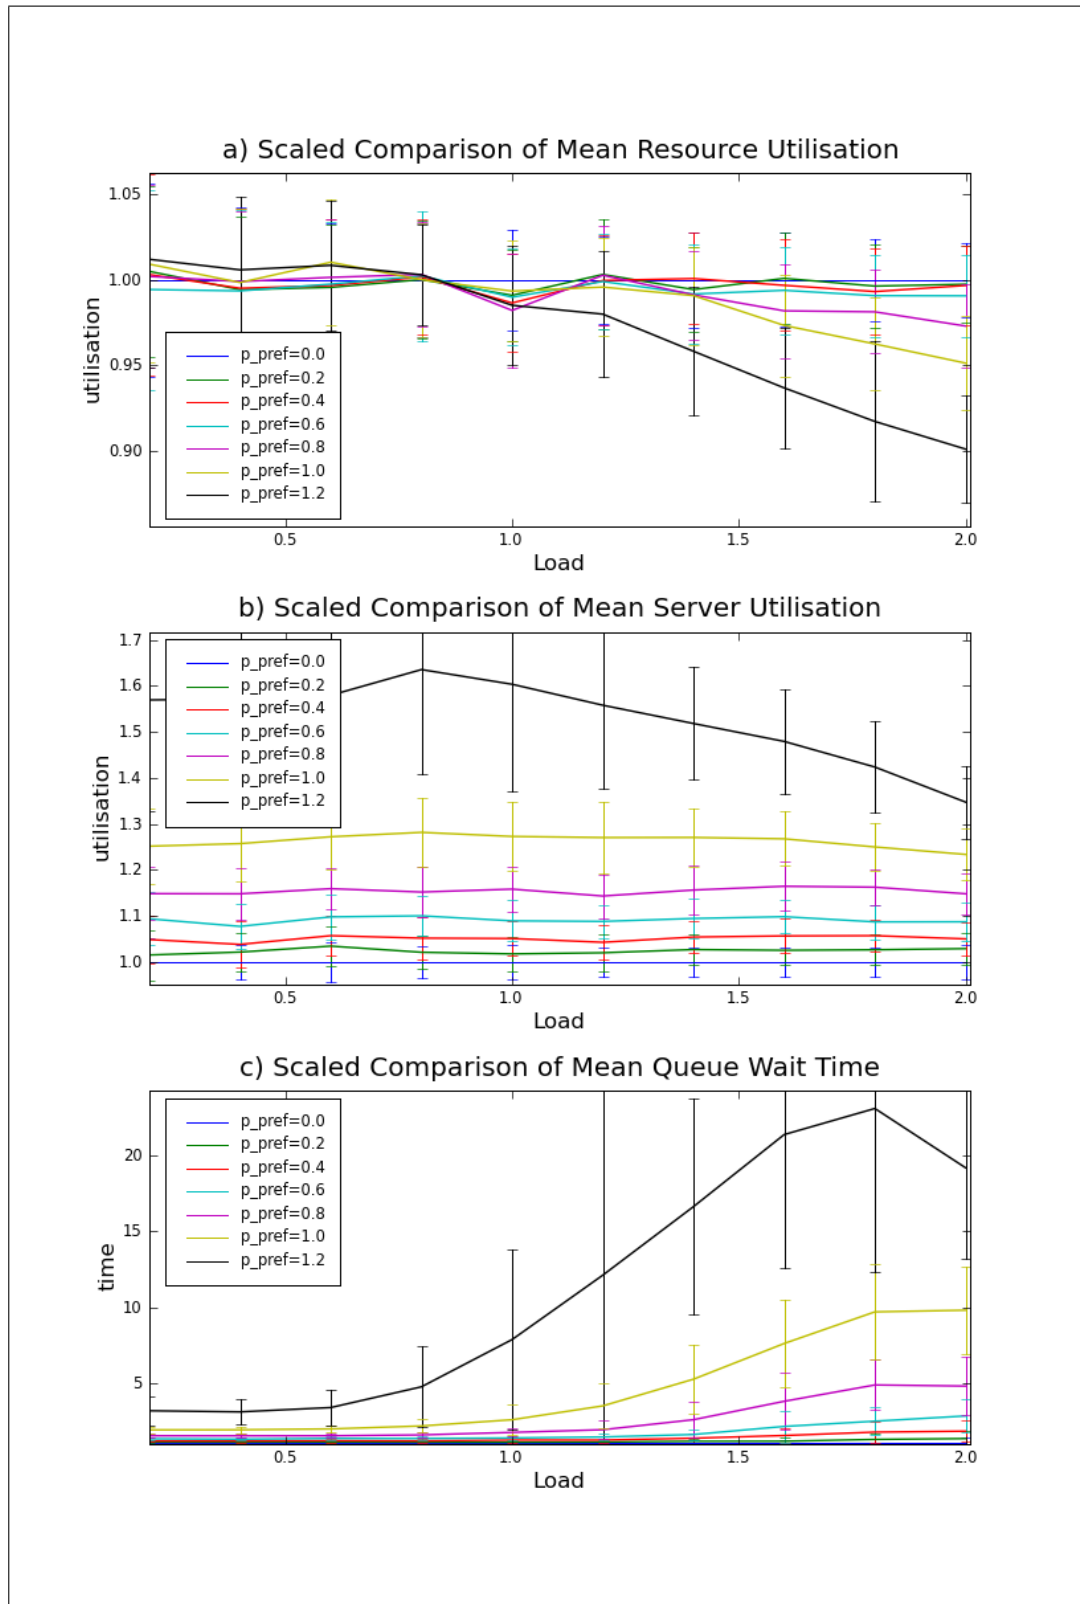 a) Scaled Comparison of Mean Resource Utilisation
1.05
1.00
0.95
0.90
utilisation
p_pref=0.0
p_pref=0.2
p_pref=0.4
p_pref=0.6
p_pref=0.8
p_pref=1.0
p_pref=1.2
0.5
1.0
1.5
2.0
Load
b) Scaled Comparison of Mean Server Utilisation
1.7
1.6
1.5
1.4
1.3
1.2
1.1
1.0
utilisation
p_pref=0.0
p_pref=0.2
p_pref=0.4
p_pref=0.6
p_pref=0.8
p_pref=1.0
p_pref=1.2
0.5
1.0
1.5
2.0
Load
c) Scaled Comparison of Mean Queue Wait Time
20
15
10
5
time
p_pref=0.0
p_pref=0.2
p_pref=0.4
p_pref=0.6
p_pref=0.8
p_pref=1.0
p_pref=1.2
0.5
1.0
1.5
2.0
Load